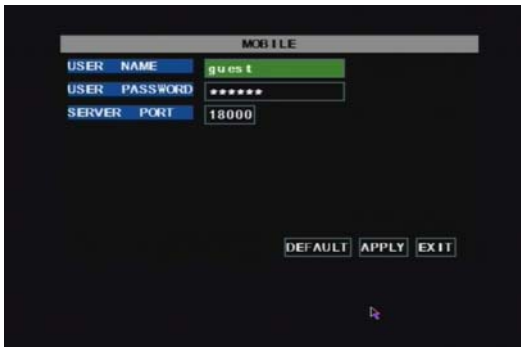 MOBILE
USER NAME guest
USER PASSWORD ******
SERVER PORT 18000
DEFAULT APPLY EXIT